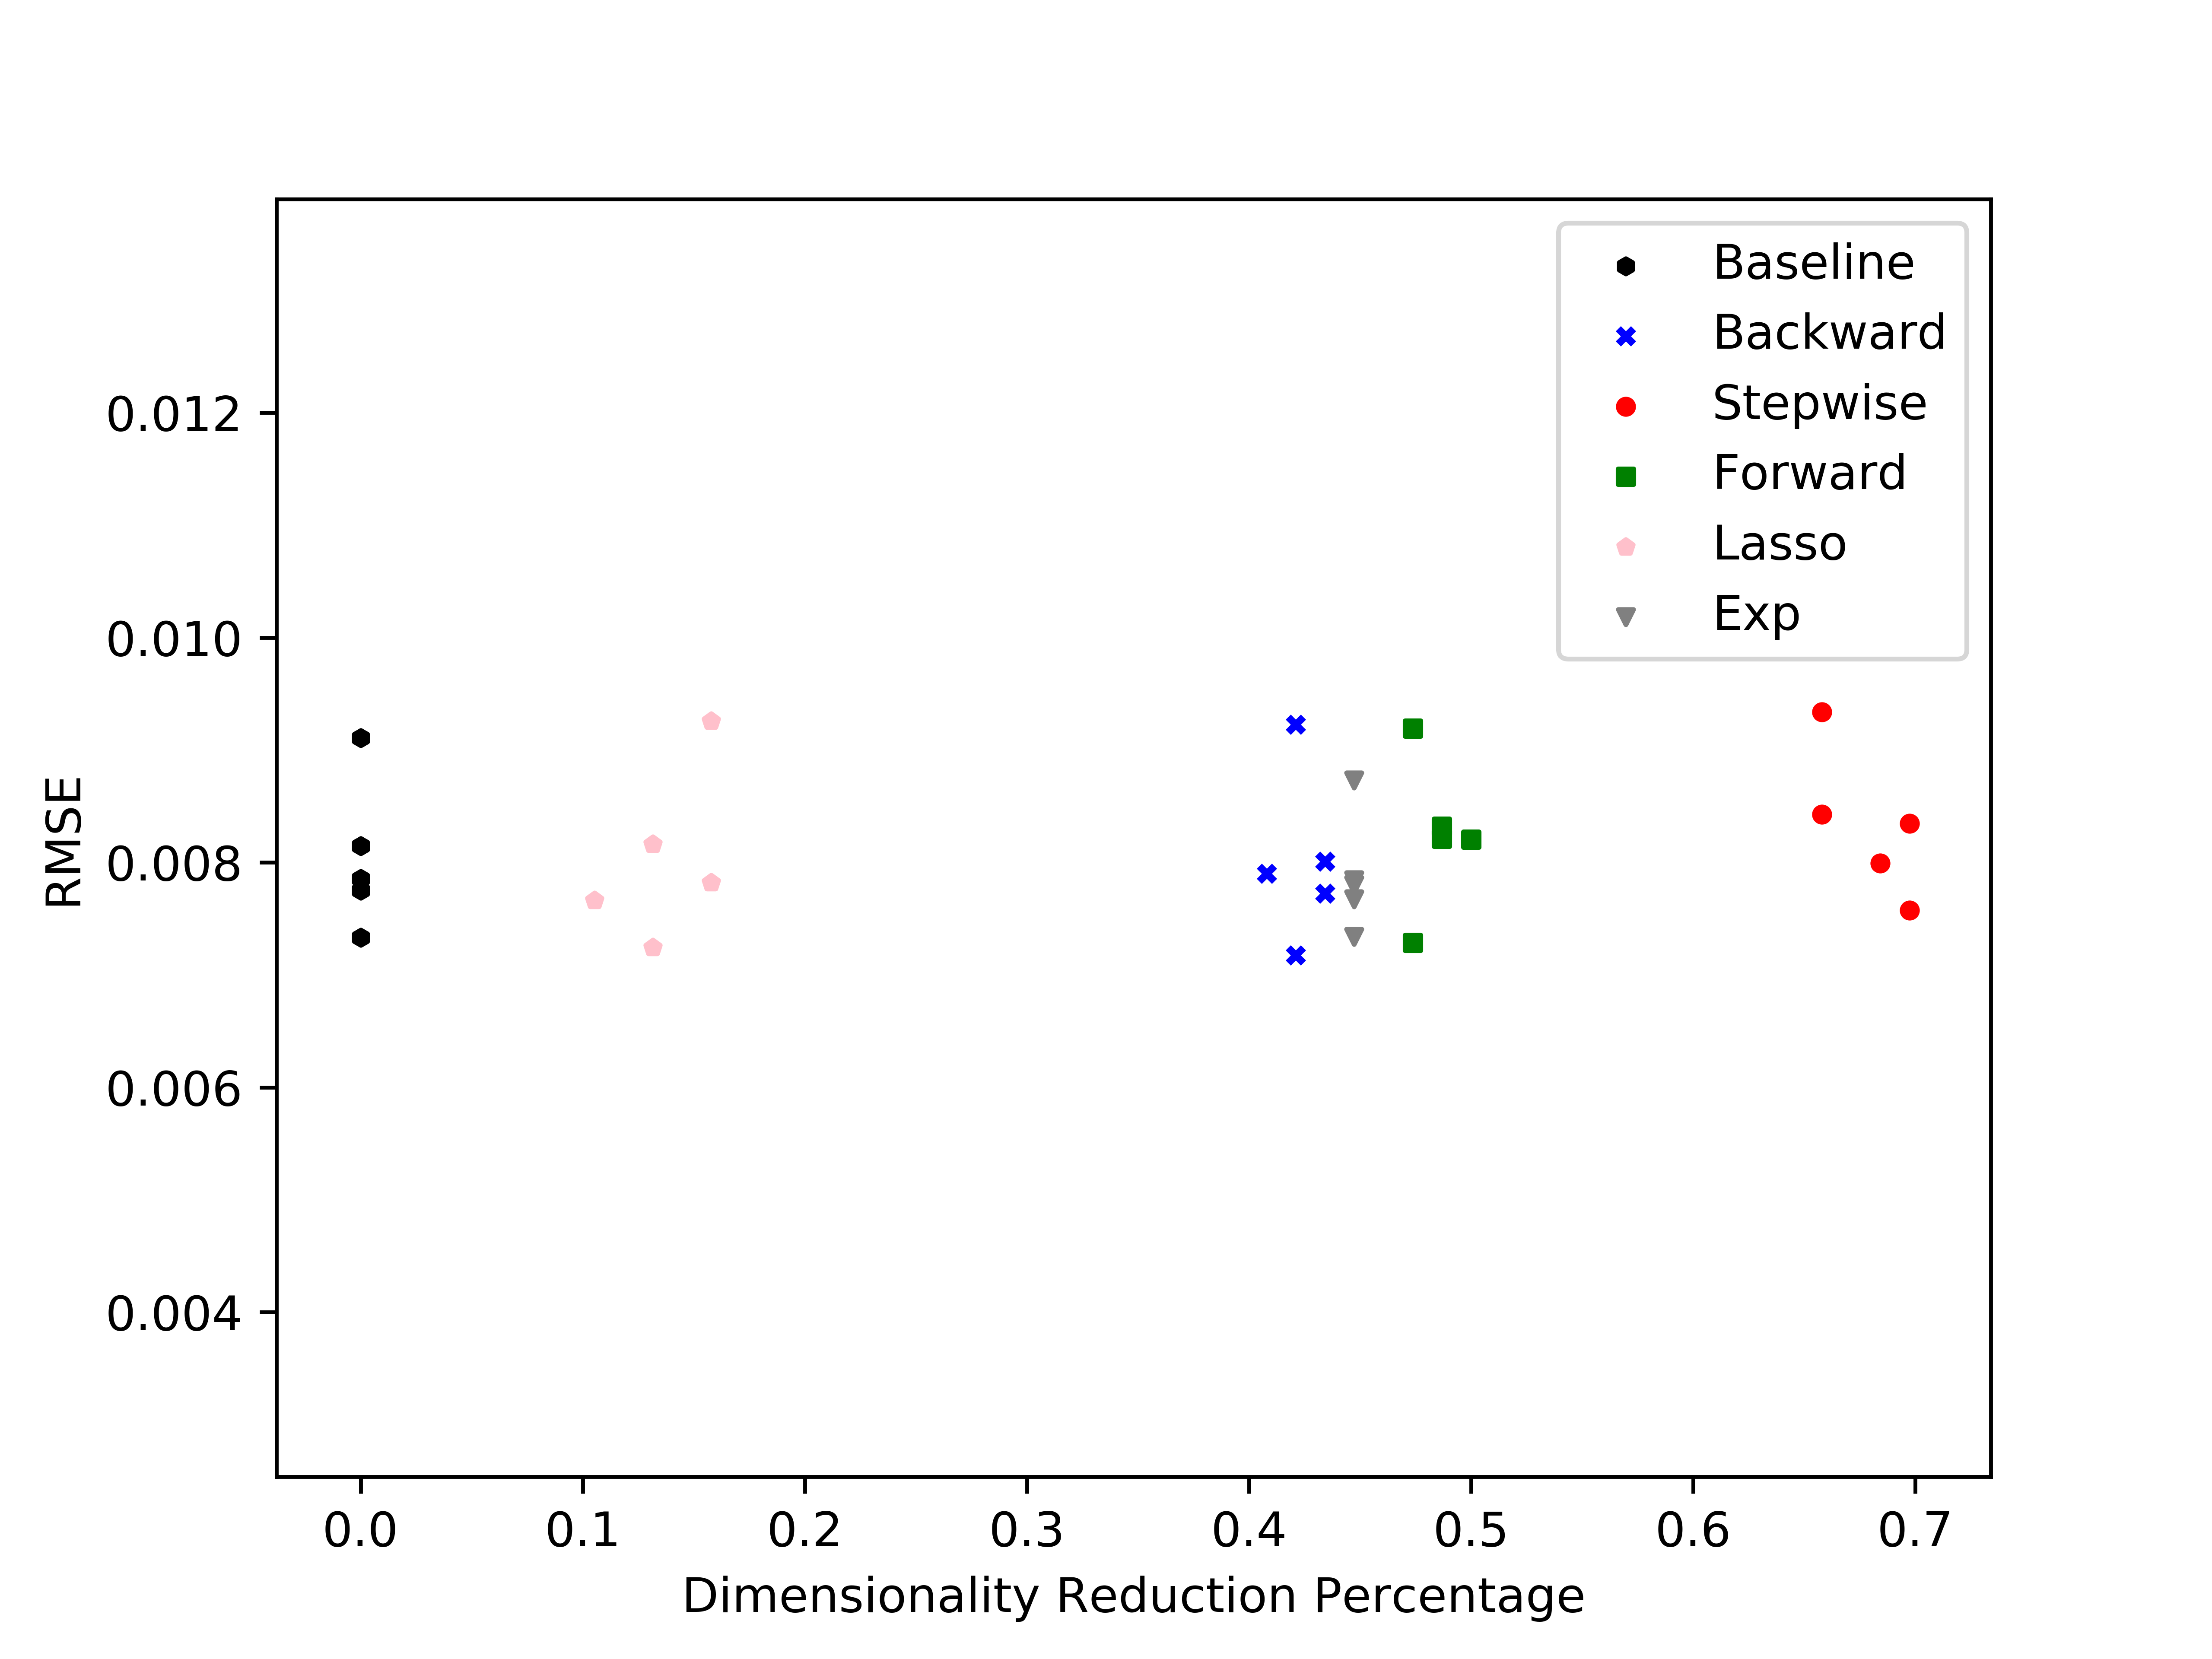 Baseline
Backward
Stepwise
Forward
Lasso
Exp
0.012
0.010
0.008
0.006
0.004
RMSE
0.0 0.1 0.2 0.3 0.4 0.5 0.6 0.7
Dimensionality Reduction Percentage